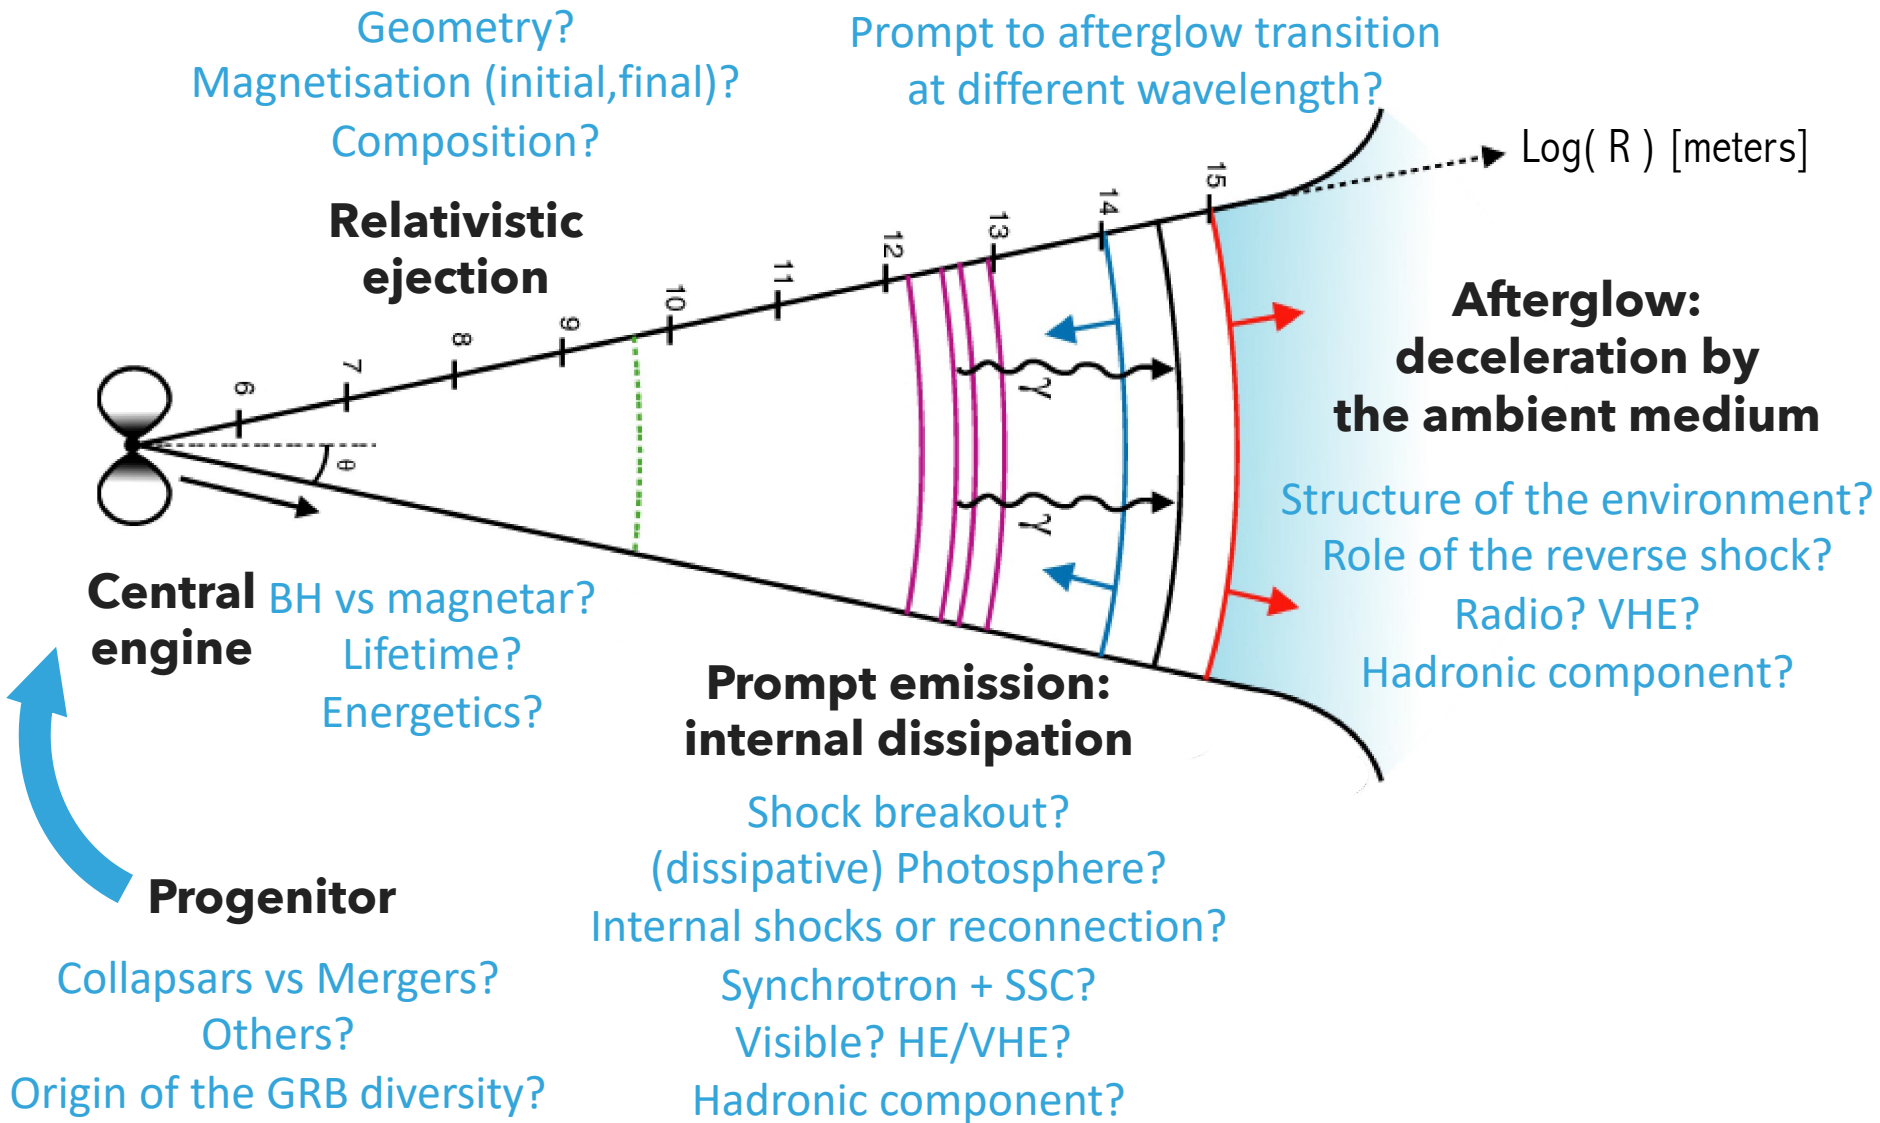 Geometry?
Magnetisation (initial,final)?
Composition?
Prompt to afterglow transition
at different wavelength?
Log( R ) [meters]
Relativistic
ejection
6
7
8
9
10
11
12
13
14
15
θ
γ
γ
Afterglow:
deceleration by
the ambient medium
Structure of the environment?
Role of the reverse shock?
Radio? VHE?
Hadronic component?
Central
engine
BH vs magnetar?
Lifetime?
Energetics?
Prompt emission:
internal dissipation
Shock breakout?
(dissipative) Photosphere?
Internal shocks or reconnection?
Synchrotron + SSC?
Visible? HE/VHE?
Hadronic component?
Progenitor
Collapsars vs Mergers?
Others?
Origin of the GRB diversity?